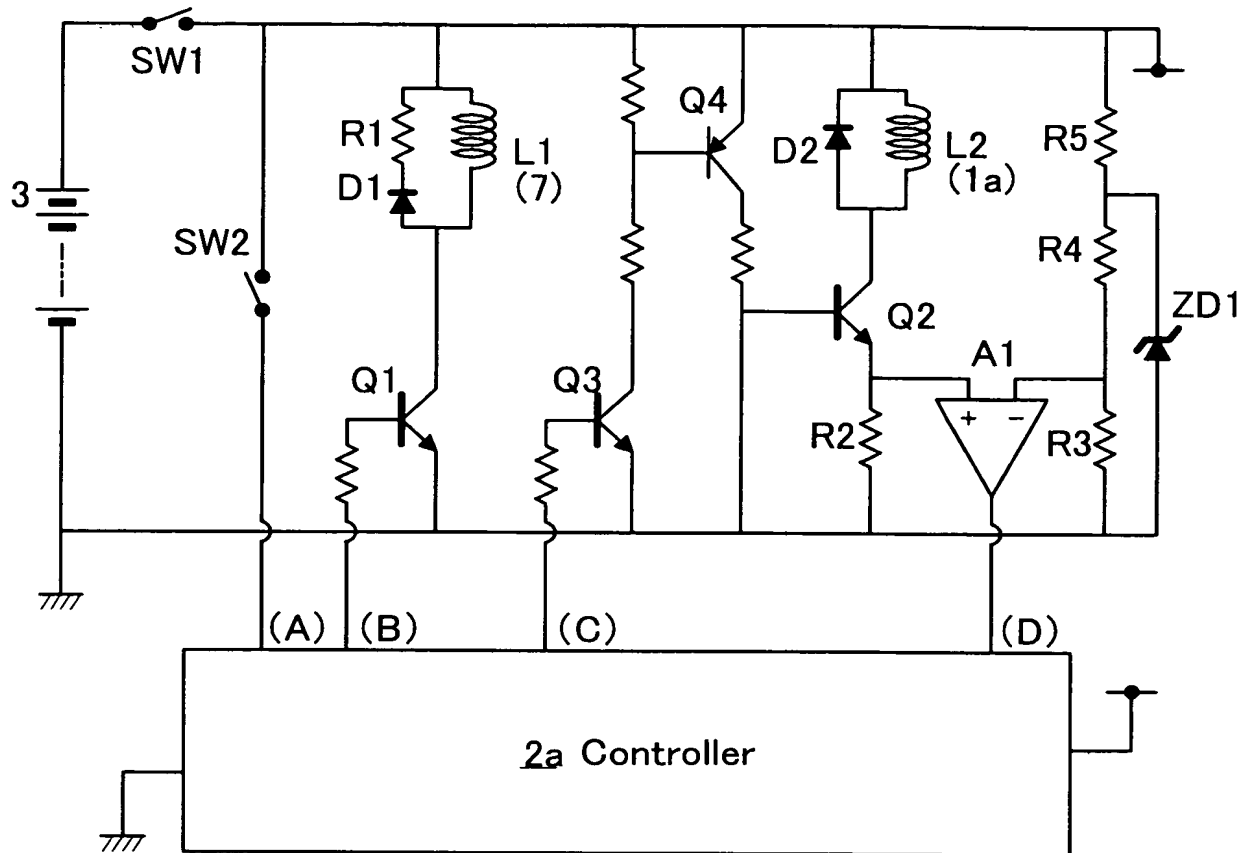 SW1
Q4
R1
L1
(7)
D2
L2
(1a)
R5
D1
3
SW2
R4
ZD1
Q2
A1
Q1
Q3
+
−
R2
R3
(A)
(B)
(C)
(D)
2a Controller